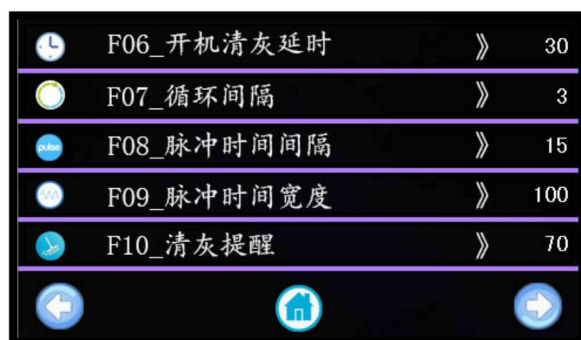 F06_开机清灰延时 》 30
F07_循环间隔 》 3
pulse F08_脉冲时间间隔 》 15
F09_脉冲时间宽度 》 100
F10_清灰提醒 》 70